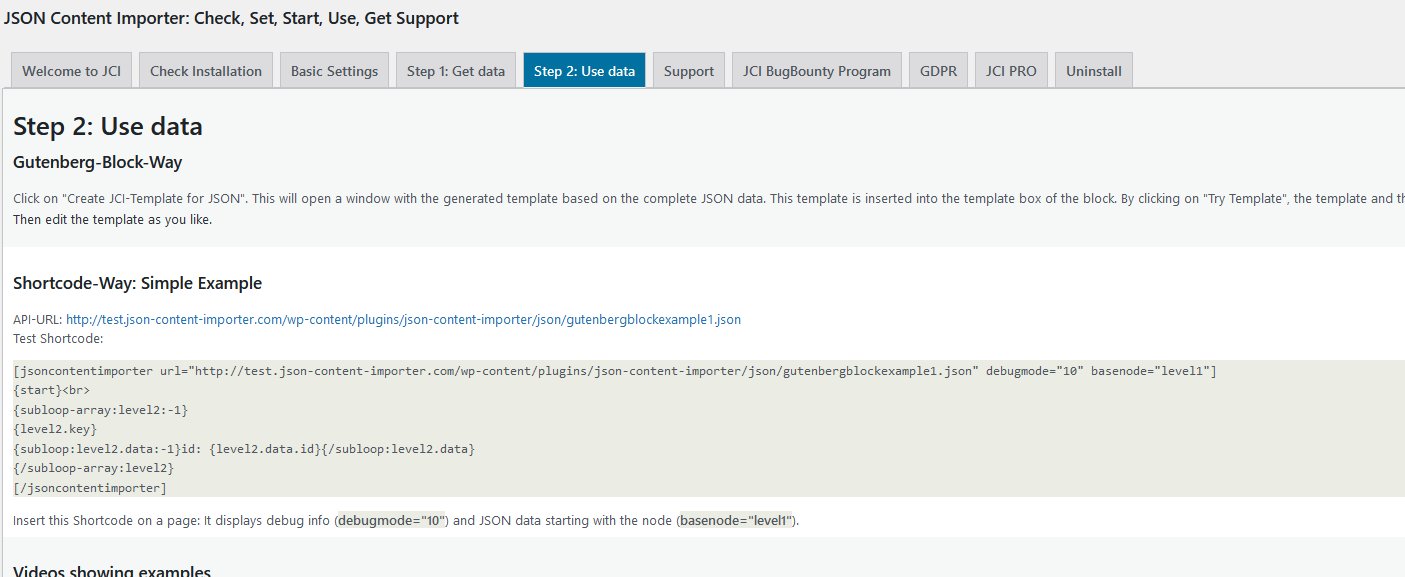 JSON Content Importer: Check, Set, Start, Use, Get Support
Welcome to JCI
Check Installation
Basic Settings
Step 1: Get data
Step 2: Use data
Support
JCI BugBounty Program
GDPR
JCI PRO
Uninstall
Step 2: Use data
Gutenberg-Block-Way
Click on "Create JCI-Template for JSON". This will open a window with the generated template based on the complete JSON data. This template is inserted into the template box of the block. By clicking on "Try Template", the template and
Then edit the template as you like.
Shortcode-Way: Simple Example
API-URL: http://test.json-content-importer.com/wp-content/plugins/json-content-importer/json/gutenbergblockexample1.json
Test Shortcode:
[jsoncontentimporter url="http://test.json-content-importer.com/wp-content/plugins/json-content-importer/json/gutenbergblockexample1.json" debugmode="10" basenode="level1"]
{start}<br>
{subloop-array:level2:-1}
{level2.key}
{subloop:level2.data:-1}id: {level2.data.id}{/subloop:level2.data}
{/subloop-array:level2}
[/jsoncontentimporter]
Insert this Shortcode on a page: It displays debug info (debugmode="10") and JSON data starting with the node (basenode="level1").
Videos showing examples